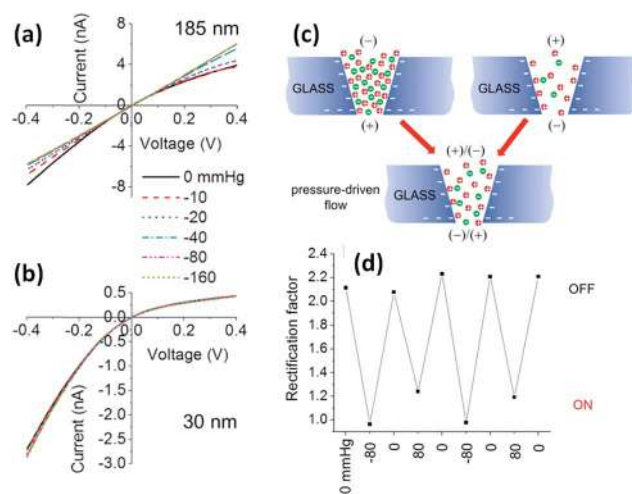 (a)
185 nm
Current (nA)
8
4
0
-4
-8
-0.4 -0.2 0.0 0.2 0.4
Voltage (V)
0 mmHg
-10
-20
-40
-80
-160
(b)
0.5
0.0
-0.5
-1.0
-1.5
-2.0
-2.5
-3.0
-0.4 -0.2 0.2 0.4
Voltage (V)
Current (nA)
30 nm
(c)
(−) (+)
GLASS GLASS
(+) (−)
(+)/(−)
pressure-driven
flow
GLASS
(−)/(+)
(d)
Rectification factor
2.4
2.2
2.0
1.8
1.6
1.4
1.2
1.0
0 mmHg -80 0 80 0 -80 0 80 0
OFF
ON